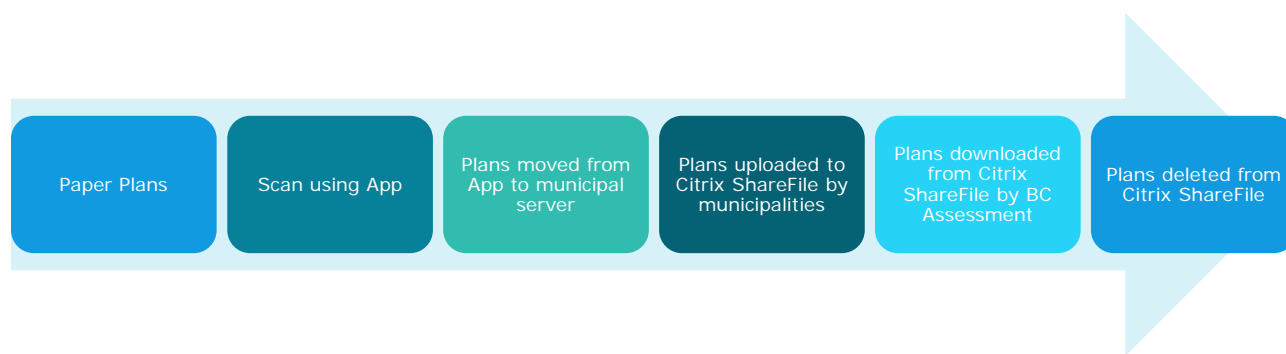 Paper Plans
Scan using App
Plans moved from
App to municipal
server
Plans uploaded to
Citrix ShareFile by
municipalities
Plans downloaded
from Citrix
ShareFile by BC
Assessment
Plans deleted from
Citrix ShareFile